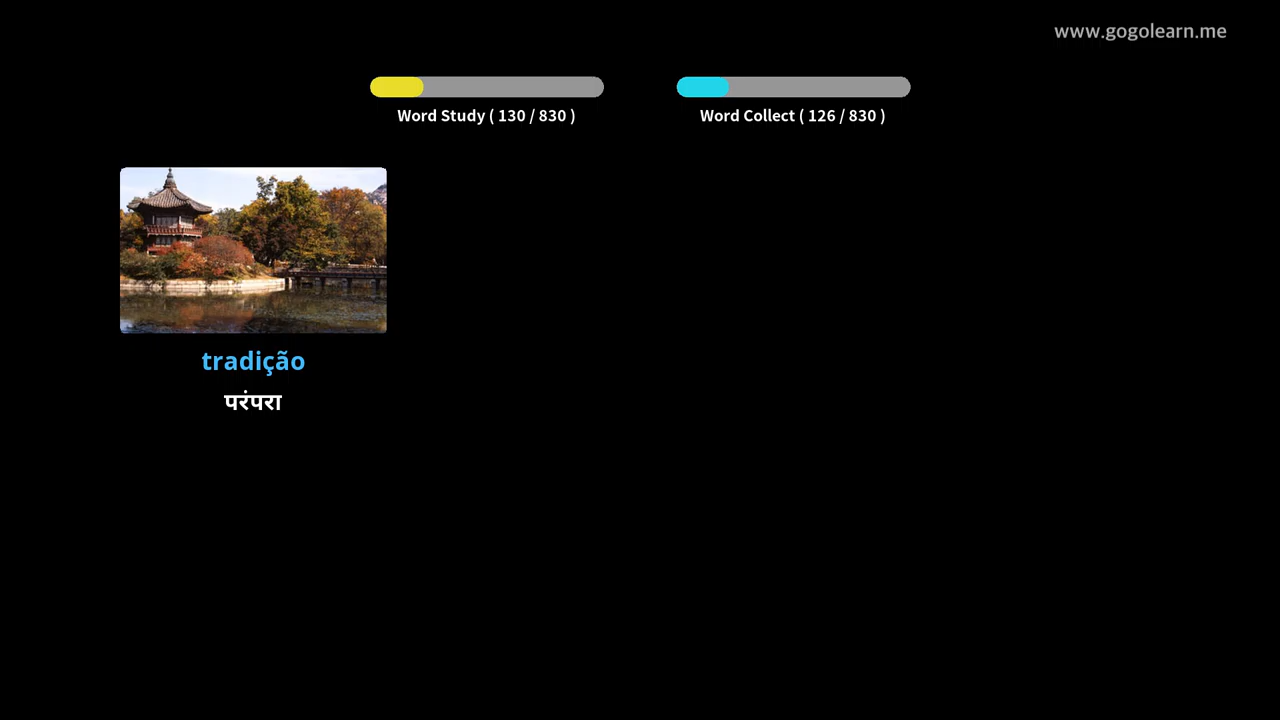 www.gogolearn.me
Word Study ( 130 / 830 )
Word Collect ( 126 / 830 )
tradição
परंपरा